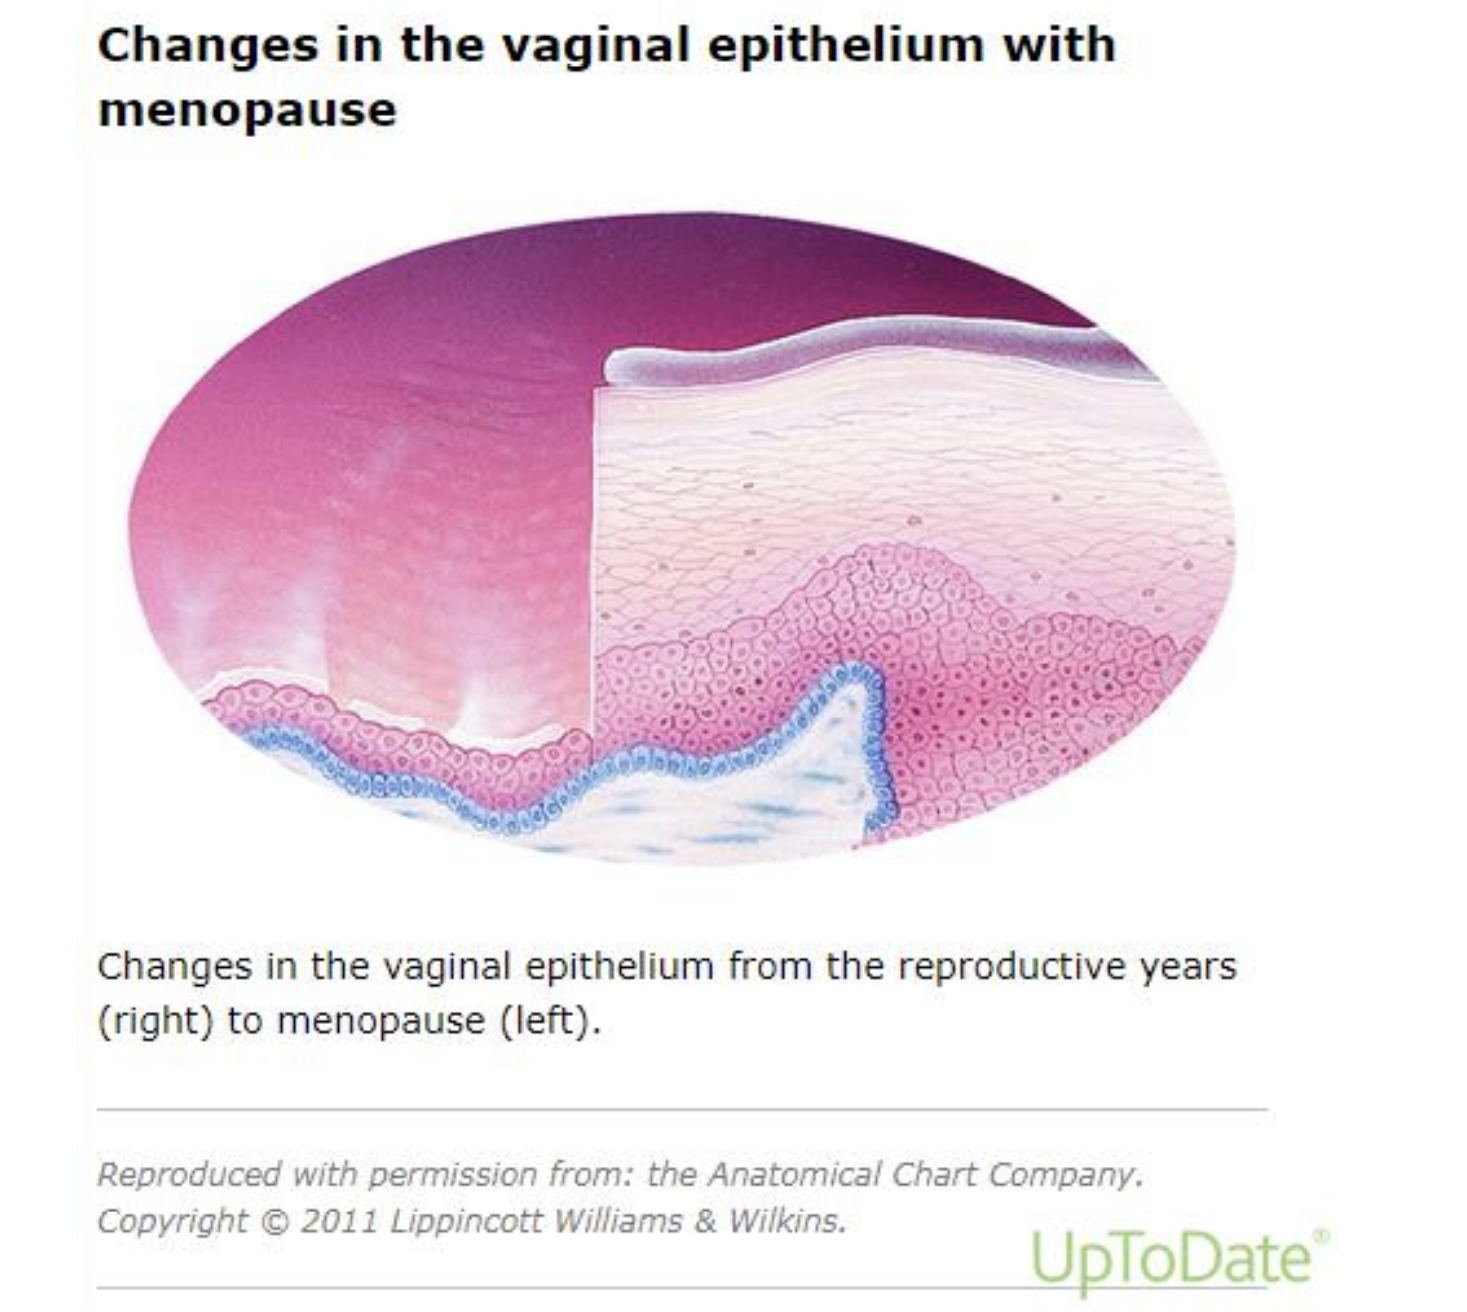 Changes in the vaginal epithelium with
menopause
Changes in the vaginal epithelium from the reproductive years
(right) to menopause (left).
Reproduced with permission from: the Anatomical Chart Company.
Copyright © 2011 Lippincott Williams & Wilkins.
UpToDate®